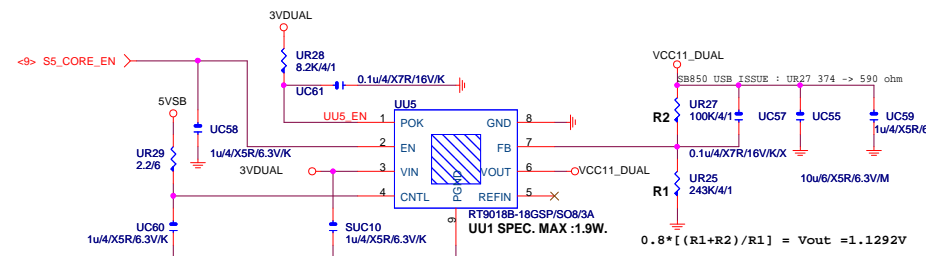 3VDUAL
<9> S5_CORE_EN
UR28
8.2K/4/1
0.1u/4/X7R/16V/K
UC61
VCC11_DUAL
SB850 USB ISSUE : UR27 374 -> 590 ohm
5VSB
UC58
1u/4/X5R/6.3V/K
UR29
2.2/6
3VDUAL
UU5_EN
UU5
1 POK
2 EN
3 VIN
4 CNTL
GND 8
FB 7
VOUT 6
REFIN 5
PGND
9
VCC11_DUAL
RT9018B-18GSP/SO8/3A
UU1 SPEC. MAX :1.9W.
R2
UR27
100K/4/1
UC57
0.1u/4/X7R/16V/K/X
UC55
10u/6/X5R/6.3V/M
UC59
1u/4/X5R/6
R1
UR25
243K/4/1
UC60
1u/4/X5R/6.3V/K
SUC10
1u/4/X5R/6.3V/K
0.8*[(R1+R2)/R1] = Vout =1.1292V